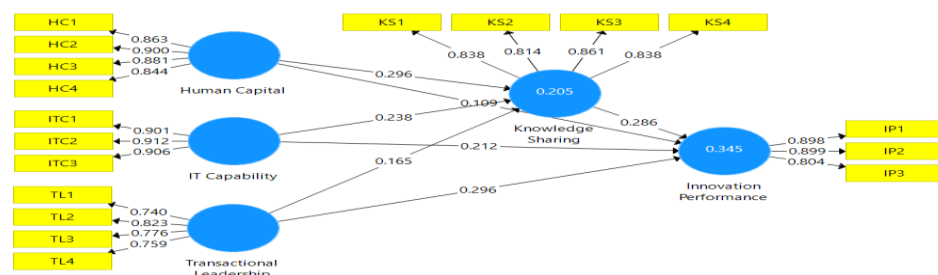 HC1
HC2
HC3
HC4
0.863
0.900
0.881
0.844
Human Capital
ITC1
ITC2
ITC3
0.901
0.912
0.906
IT Capability
TL1
TL2
TL3
TL4
0.740
0.823
0.776
0.759
Transactional
Leadership
KS1
KS2
KS3
KS4
0.838
0.814
0.861
0.838
0.205
Knowledge
Sharing
0.296
0.109
0.238
0.212
0.165
0.296
0.286
0.345
Innovation
Performance
0.898
0.899
0.804
IP1
IP2
IP3